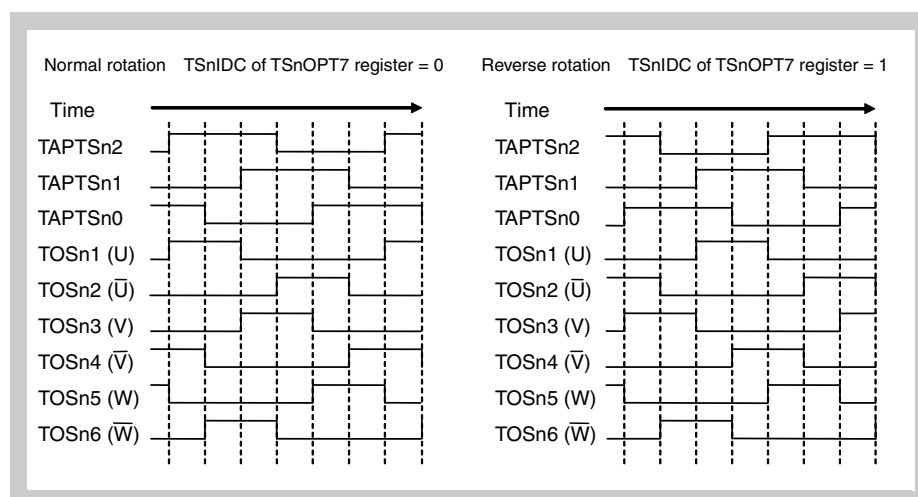 Normal rotation TSnIDC of TSnOPT7 register = 0
Time
TAPTSn2
TAPTSn1
TAPTSn0
TOSn1 (U)
TOSn2 (U̅)
TOSn3 (V)
TOSn4 (V̅)
TOSn5 (W)
TOSn6 (W̅)
Reverse rotation TSnIDC of TSnOPT7 register = 1
Time
TAPTSn2
TAPTSn1
TAPTSn0
TOSn1 (U)
TOSn2 (U̅)
TOSn3 (V)
TOSn4 (V̅)
TOSn5 (W)
TOSn6 (W̅)